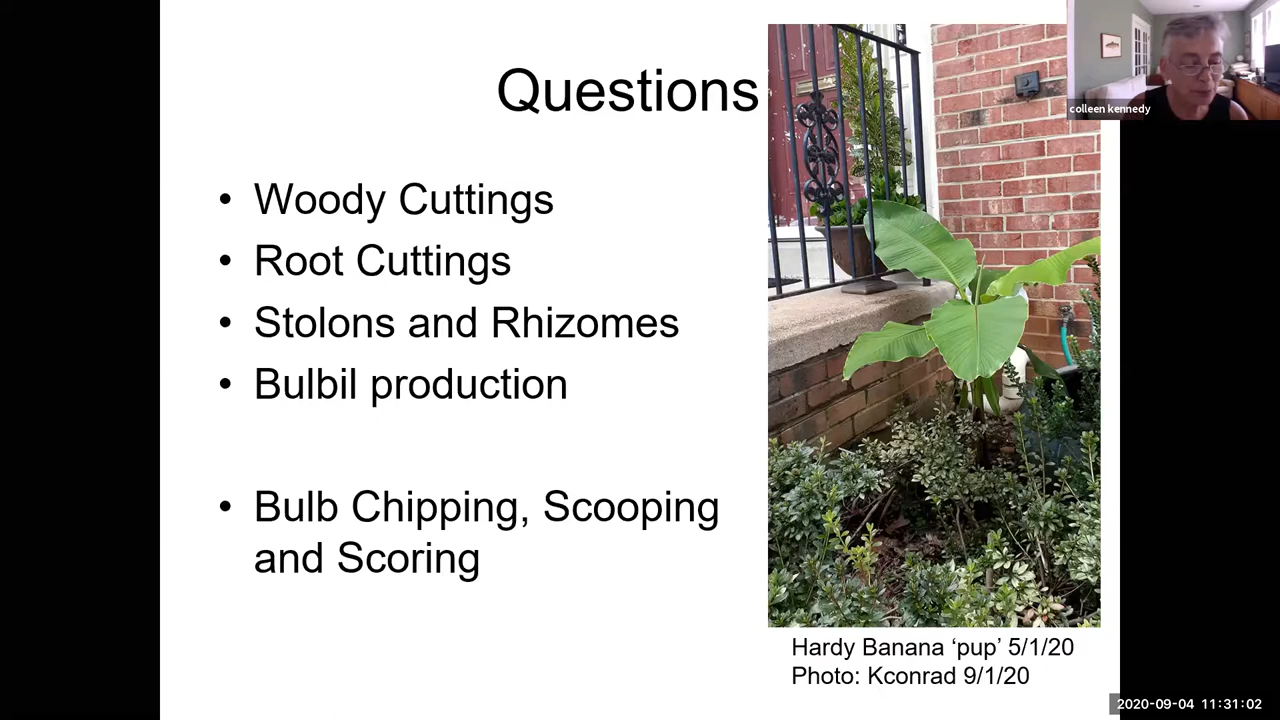 Questions
• Woody Cuttings
• Root Cuttings
• Stolons and Rhizomes
• Bulbil production
• Bulb Chipping, Scooping
and Scoring
Hardy Banana ‘pup’ 5/1/20
Photo: Kconrad 9/1/20
colleen kennedy
2020-09-04 11:31:02